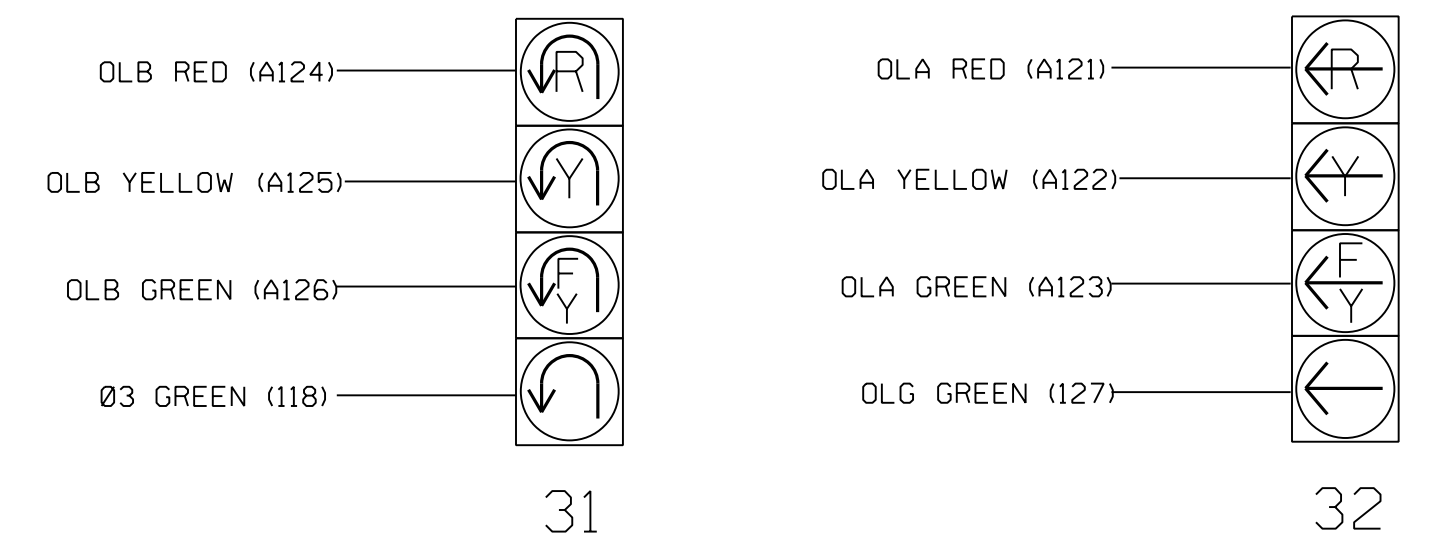 OLB RED (A124)
R
OLB YELLOW (A125)
Y
OLB GREEN (A126)
F
Y
Ø3 GREEN (118)
31
OLA RED (A121)
R
OLA YELLOW (A122)
Y
OLA GREEN (A123)
F
Y
OLG GREEN (127)
32